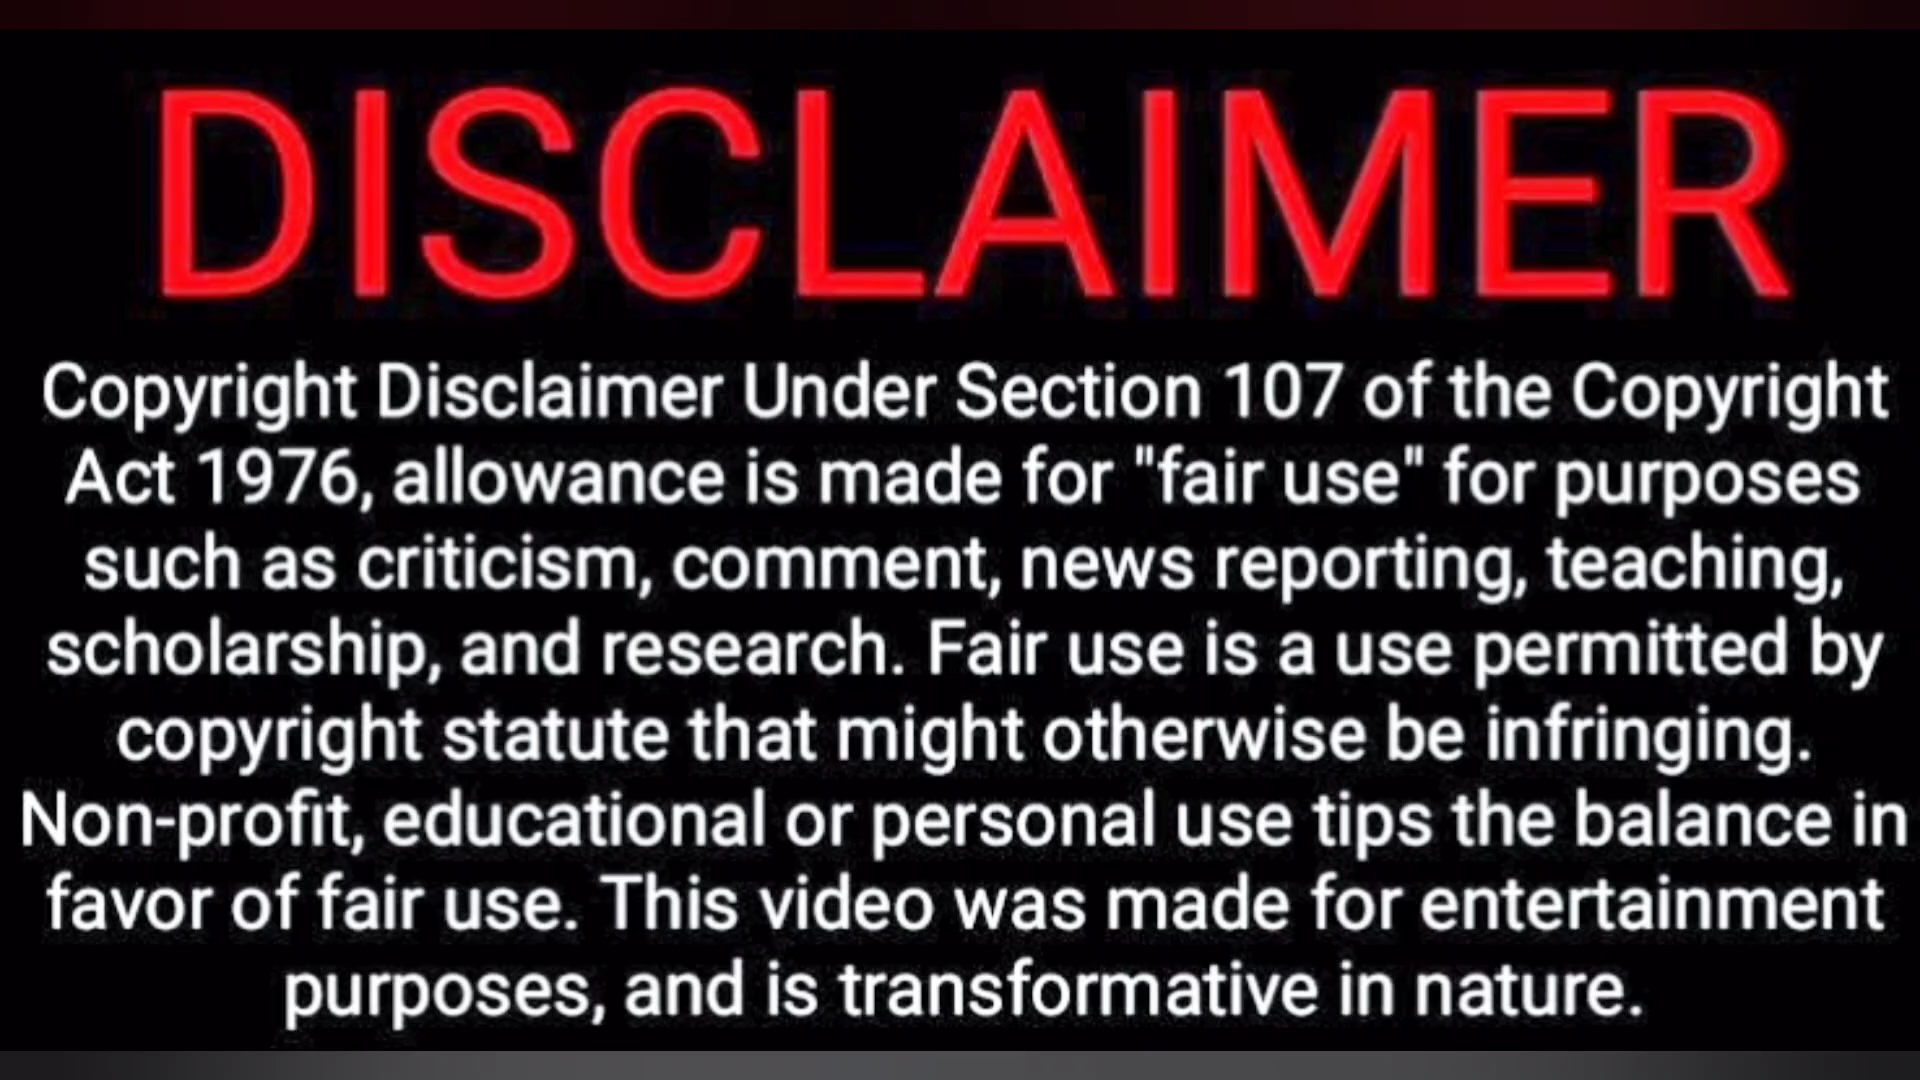 DISCLAIMER
Copyright Disclaimer Under Section 107 of the Copyright
Act 1976, allowance is made for "fair use" for purposes
such as criticism, comment, news reporting, teaching,
scholarship, and research. Fair use is a use permitted by
copyright statute that might otherwise be infringing.
Non-profit, educational or personal use tips the balance in
favor of fair use. This video was made for entertainment
purposes, and is transformative in nature.